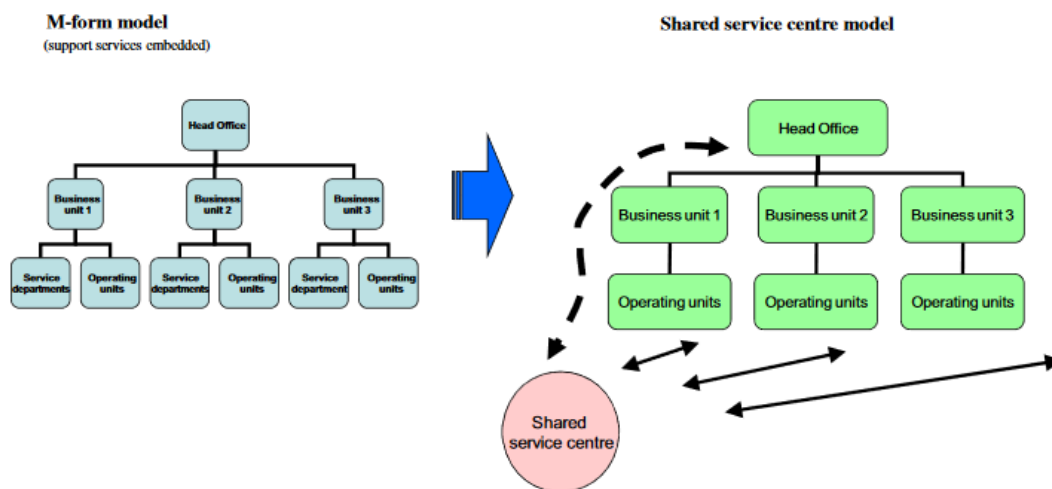 M-form model
(support services embedded)
Shared service centre model
Head Office
Business
unit 1
Business
unit 2
Business
unit 3
Service
departments
Operating
units
Service
departments
Operating
units
Service
department
Operating
units
Head Office
Business unit 1
Business unit 2
Business unit 3
Operating units
Operating units
Operating units
Shared
service centre